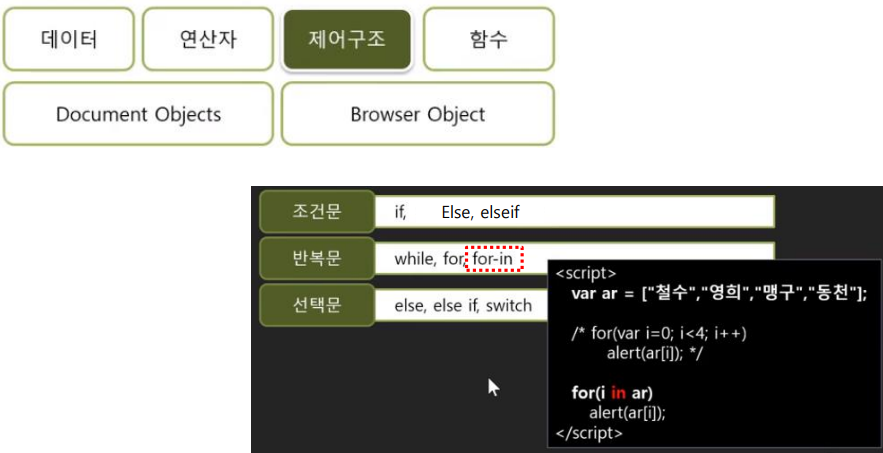 데이터 연산자 제어구조 함수
Document Objects Browser Object
조건문 if, Else, elseif
반복문 while, for, for-in
선택문 else, else if, switch
<script>
var ar = ["철수","영희","맹구","동천"];
/* for(var i=0; i<4; i++)
alert(ar[i]); */
for(i in ar)
alert(ar[i]);
</script>